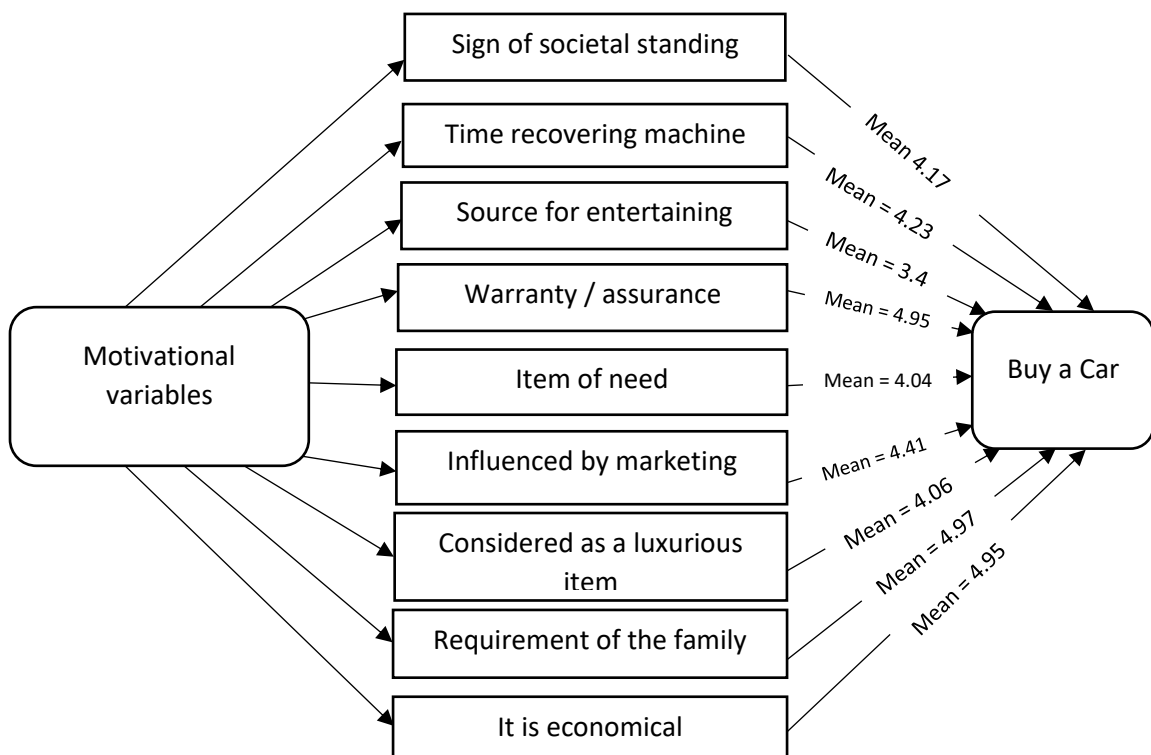 Sign of societal standing
Time recovering machine
Source for entertaining
Warranty / assurance
Item of need
Influenced by marketing
Considered as a luxurious
item
Requirement of the family
It is economical
Motivational
variables
Mean 4.17
Mean = 4.23
Mean = 3.4
Mean = 4.95
Mean = 4.04
Mean = 4.41
Mean = 4.06
Mean = 4.97
Mean = 4.95
Buy a Car